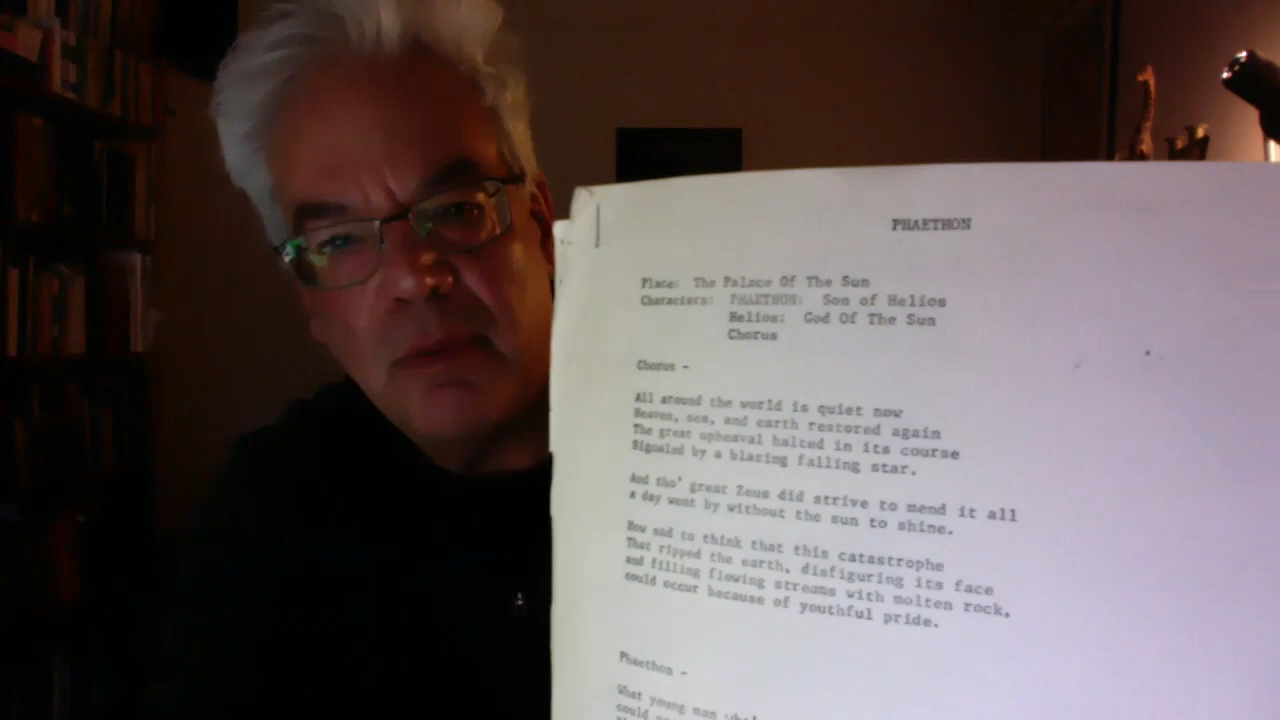 PHAETHON
Place: The Palace Of The Sun
Characters: PHAETHON: Son of Helios
Helios: God Of The Sun
Chorus
Chorus -
All around the world is quiet now
Heaven, sea, and earth restored again
The great upheaval halted in its course
Signaled by a blazing falling star.
And tho' great Zeus did strive to mend it all
a day went by without the sun to shine.
How sad to think that this catastrophe
That ripped the earth, disfiguring its face
and filling flowing streams with molten rock,
could occur because of youthful pride.
Phaethon -
What young man
could